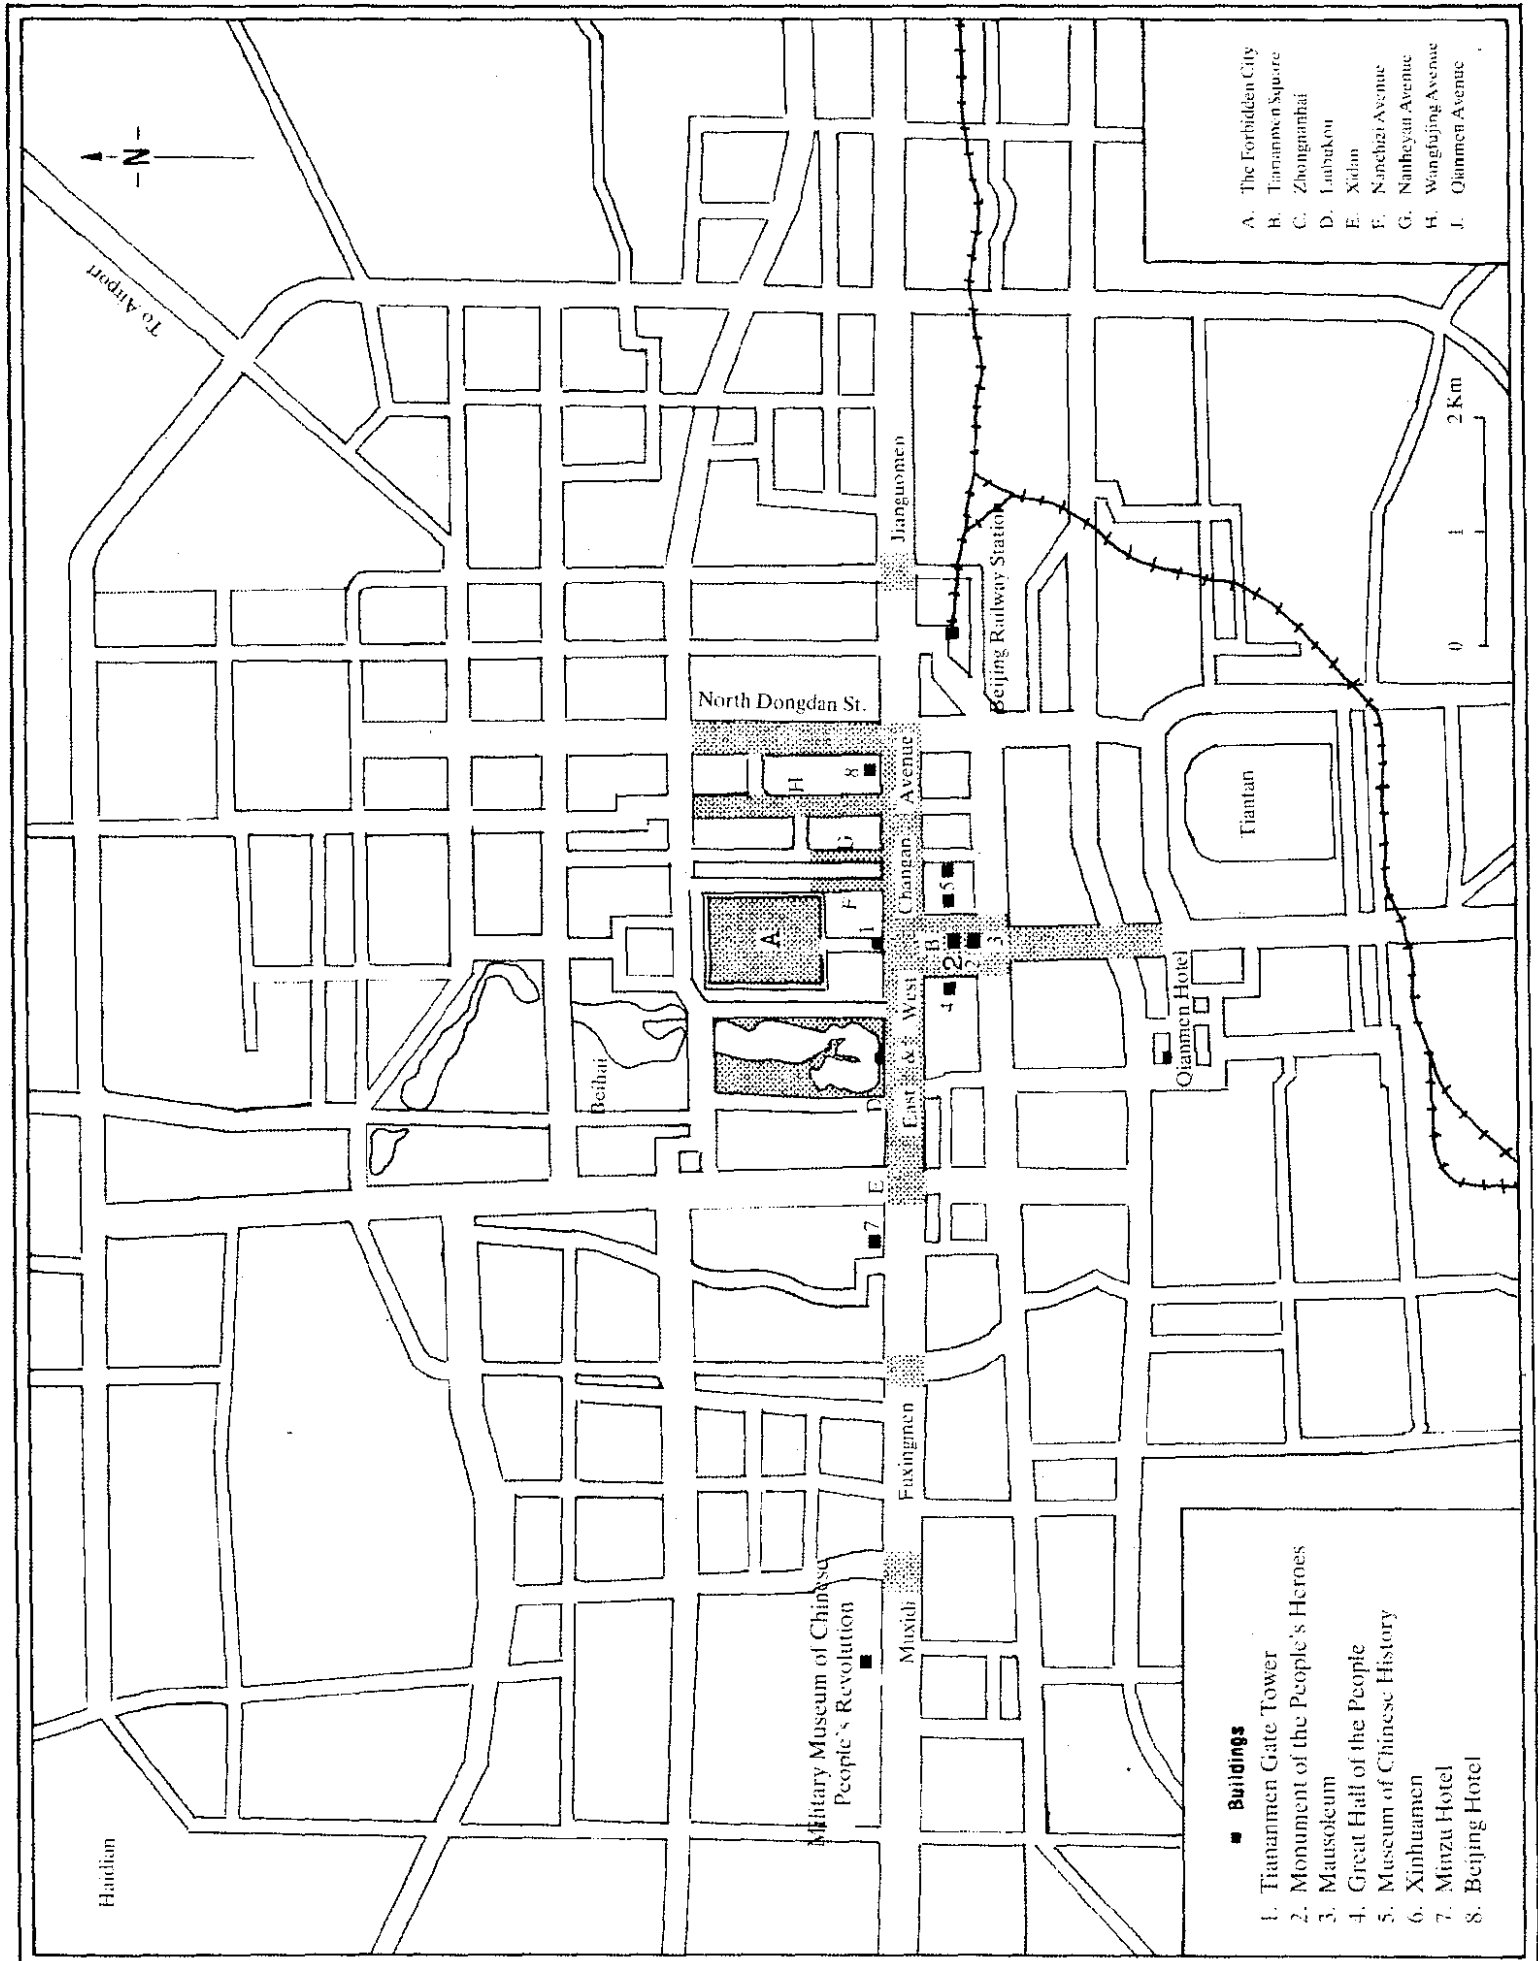 Haidian
To Airport
-N-
Beihai
North Dongdan St.
Military Museum of Chinese
People's Revolution
A
H
8
G
F
1
D
E
7
Muxidi
Fuxingmen
East & West Changan Avenue
Jianguomen
B
2
2
3
4
5
Beijing Railway Station
Qianmen Hotel
Tiantan
0 1 2 Km
■ Buildings
1. Tiananmen Gate Tower
2. Monument of the People's Heroes
3. Mausoleum
4. Great Hall of the People
5. Museum of Chinese History
6. Xinhuamen
7. Minzu Hotel
8. Beijing Hotel
A. The Forbidden City
B. Tiananmen Square
C. Zhongnanhai
D. Liubukou
E. Xidan
F. Nanchizi Avenue
G. Nanheyan Avenue
H. Wangfujing Avenue
J. Qianmen Avenue